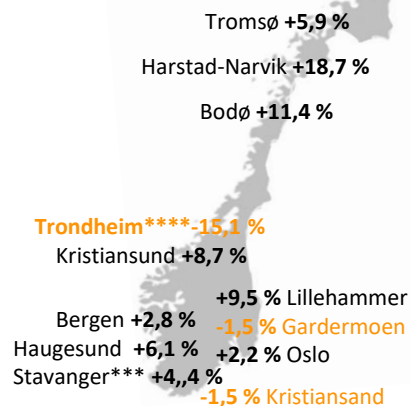 Tromsø +5,9 %
Harstad-Narvik +18,7 %
Bodø +11,4 %
Trondheim****-15,1 %
Kristiansund +8,7 %
+9,5 % Lillehammer
Bergen +2,8 %
-1,5 % Gardermoen
Haugesund +6,1 %
+2,2 % Oslo
Stavanger*** +4,,4 %
-1,5 % Kristiansand